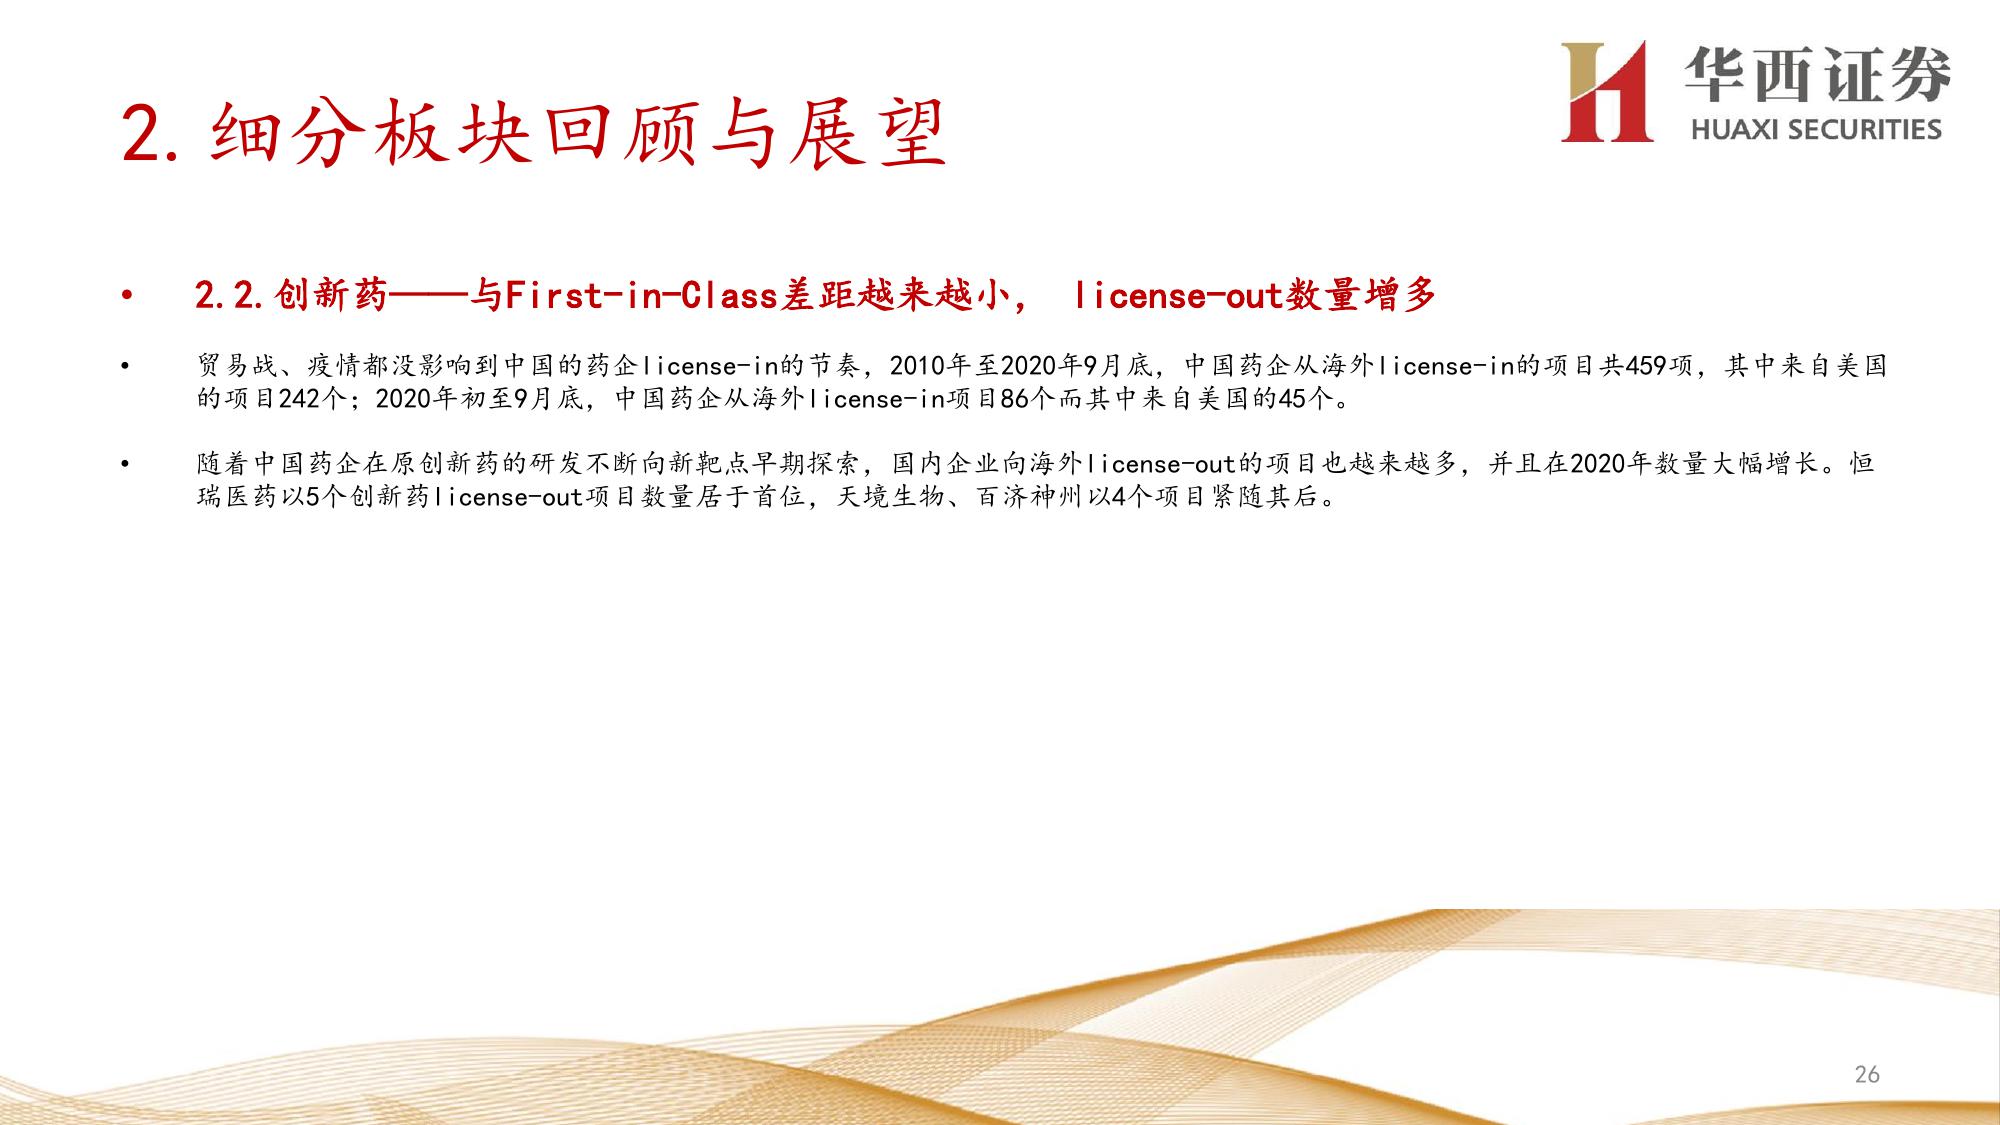 华西证券
HUAXI SECURITIES
2. 细分板块回顾与展望
• 2.2.创新药——与First-in-Class差距越来越小， license-out数量增多
• 贸易战、疫情都没影响到中国的药企license-in的节奏，2010年至2020年9月底，中国药企从海外license-in的项目共459项，其中来自美国
的项目242个；2020年初至9月底，中国药企从海外license-in项目86个而其中来自美国的45个。
• 随着中国药企在原创新药的研发不断向新靶点早期探索，国内企业向海外license-out的项目也越来越多，并且在2020年数量大幅增长。恒
瑞医药以5个创新药license-out项目数量居于首位，天境生物、百济神州以4个项目紧随其后。
26